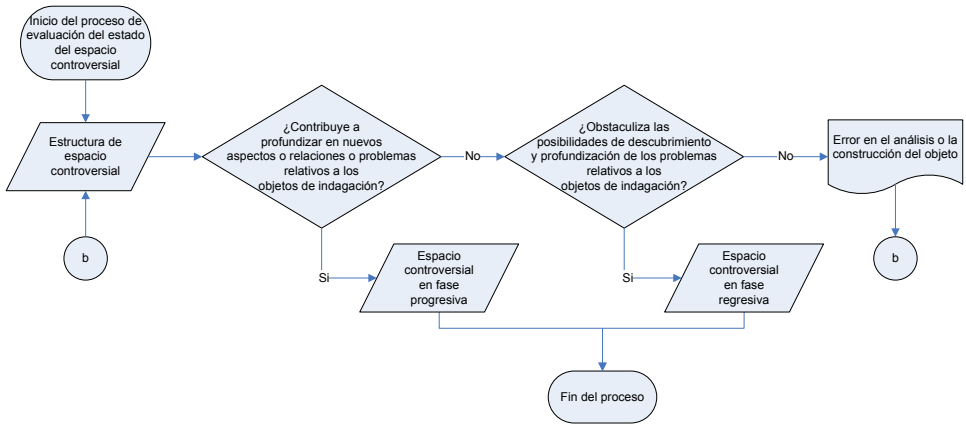 Inicio del proceso de
evaluación del estado
del espacio
controversial
Estructura de
espacio
controversial
b
¿Contribuye a
profundizar en nuevos
aspectos o relaciones o problemas
relativos a los
objetos de indagación?
No
Si
Espacio
controversial
en fase
progresiva
¿Obstaculiza las
posibilidades de descubrimiento
y profundización de los problemas
relativos a los
objetos de indagación?
No
Si
Espacio
controversial
en fase
regresiva
Error en el análisis o la
construcción del objeto
b
Fin del proceso